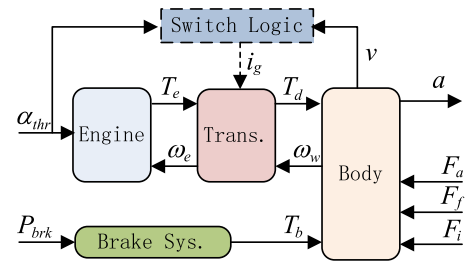 Switch Logic
i_g
v
T_e
T_d
a
α_thr
Engine
Trans.
ω_e
ω_w
Body
F_a
F_f
F_i
P_brk
Brake Sys.
T_b